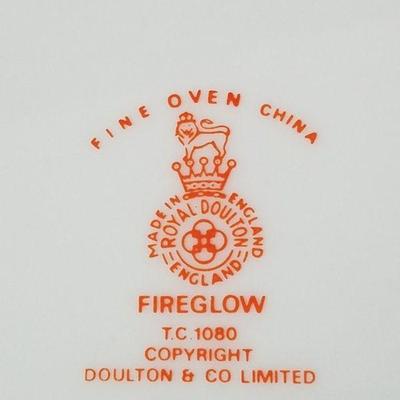 FINE OVEN CHINA
MADE IN ENGLAND
ROYAL DOULTON
ENGLAND
FIREGLOW
T.C. 1080
COPYRIGHT
DOULTON & CO LIMITED